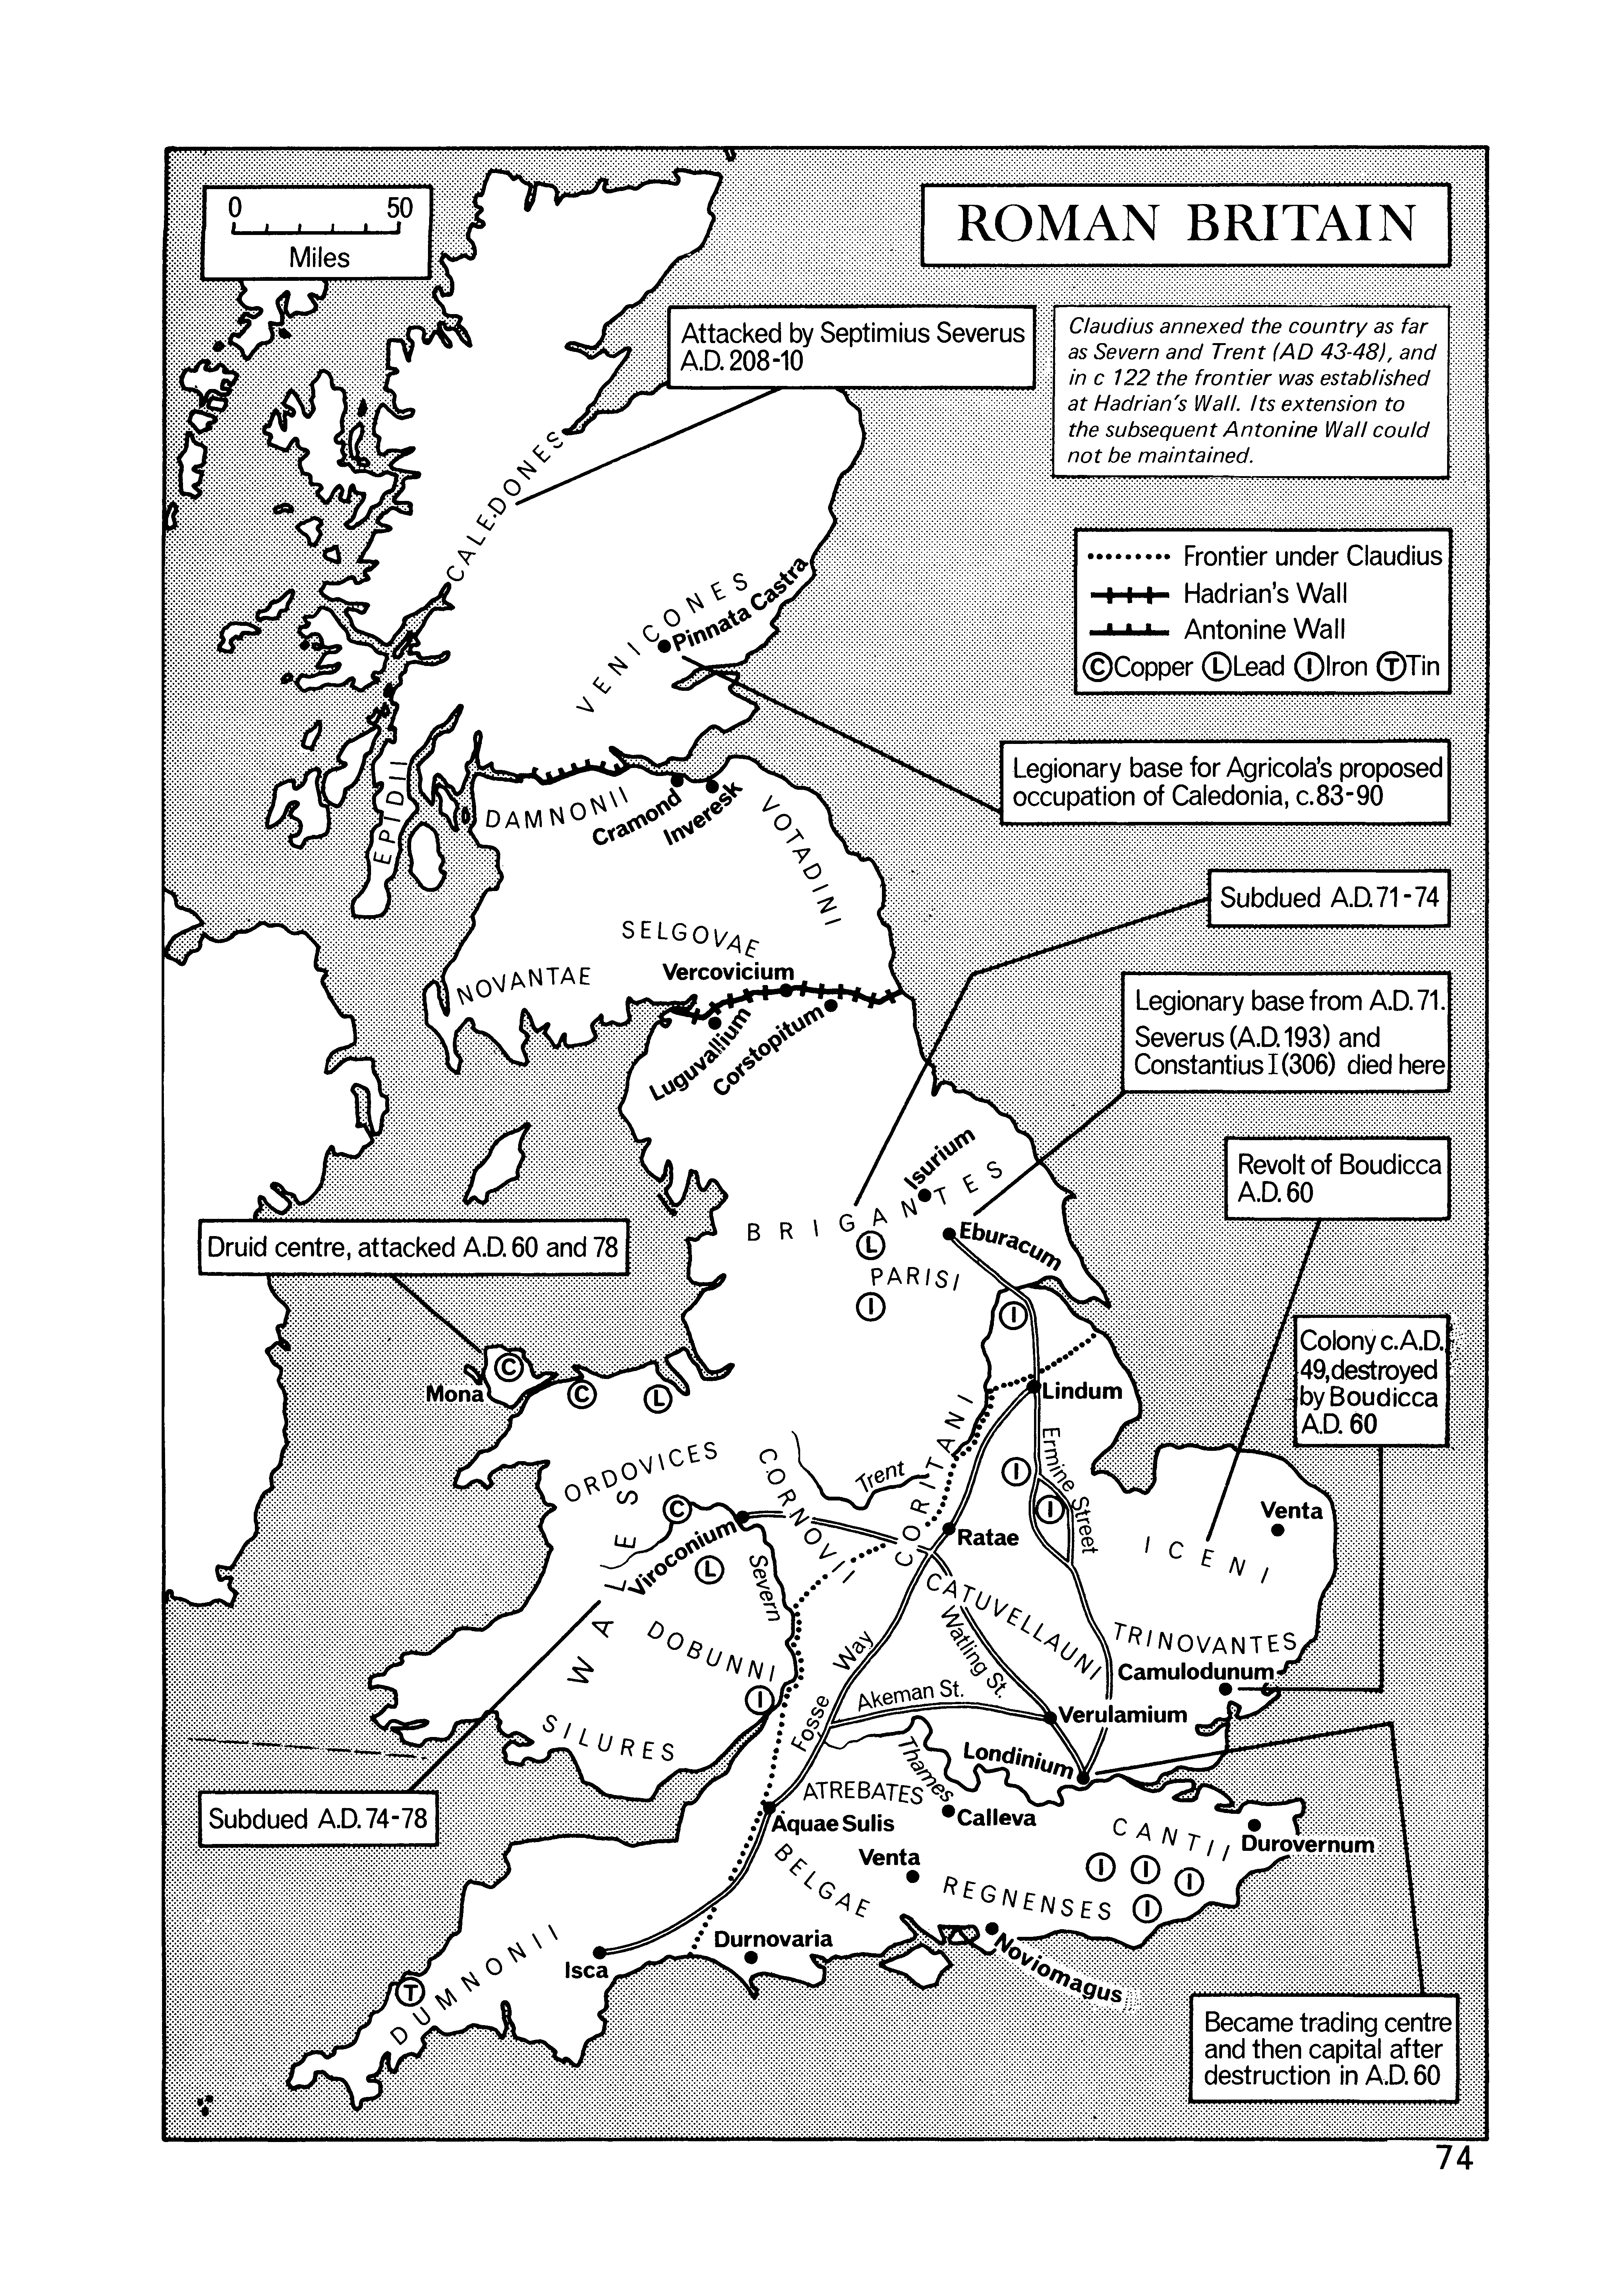 0 50
Miles
ROMAN BRITAIN
Attacked by Septimius Severus
A.D. 208-10
Claudius annexed the country as far
as Severn and Trent (AD 43-48), and
in c 122 the frontier was established
at Hadrian's Wall. Its extension to
the subsequent Antonine Wall could
not be maintained.
Frontier under Claudius
Hadrian's Wall
Antonine Wall
C Copper L Lead I Iron T Tin
CALEDONES
VENICONES
Pinnata Castra
Legionary base for Agricola's proposed
occupation of Caledonia, c.83-90
EPIDII
DAMNONII
Cramond
Inveresk
VOTADINI
Subdued A.D. 71-74
SELGOVAE
NOVANTAE
Vercovicium
Luguvallium
Corstopitum
Legionary base from A.D. 71.
Severus (A.D. 193) and
Constantius I (306) died here
Isurium
BRIGANTES
L
Eburacum
PARISI
I
I
Revolt of Boudicca
A.D. 60
Druid centre, attacked A.D. 60 and 78
C
Mona
C
L
Lindum
Colony c.A.D.
49, destroyed
by Boudicca
A.D. 60
ORDOVICES
CORNOVII
Trent
CORITANI
I
I
Ermine Street
Venta
ICENI
C
Viroconium
L
Severn
Ratae
WALES
DOBUNNI
I
CATUVELLAUNI
Watling St.
TRINOVANTES
Camulodunum
Fosse Way
Akeman St.
Verulamium
SILURES
Thames
Londinium
Subdued A.D. 74-78
ATREBATES
Calleva
Aquae Sulis
CANTII
Durovernum
I I I
I
BELGAE
Venta
REGNENSES
Durnovaria
Noviomagus
Isca
T
DUMNONII
Became trading centre
and then capital after
destruction in A.D. 60
74